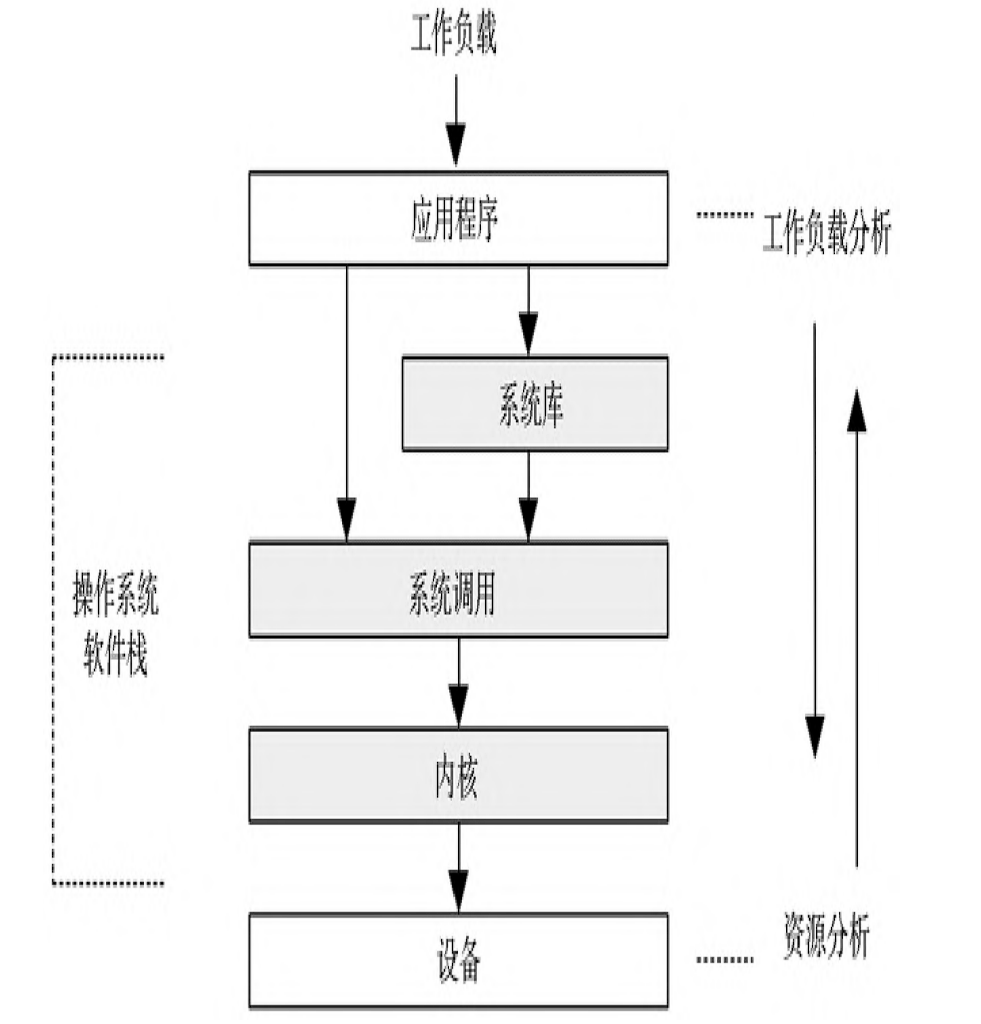 工作负载
应用程序
工作负载分析
系统库
系统调用
操作系统
软件栈
内核
资源分析
设备